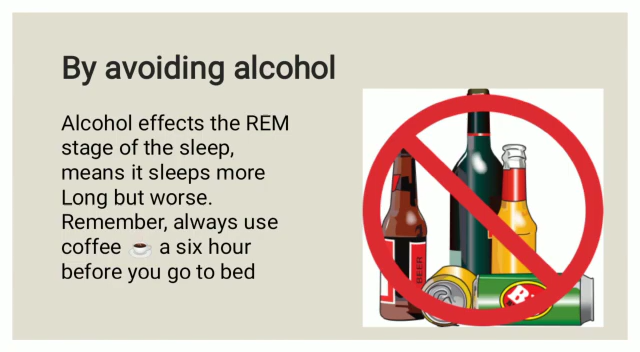 By avoiding alcohol
Alcohol effects the REM
stage of the sleep,
means it sleeps more
Long but worse.
Remember, always use
coffee ☕ a six hour
before you go to bed
BEER